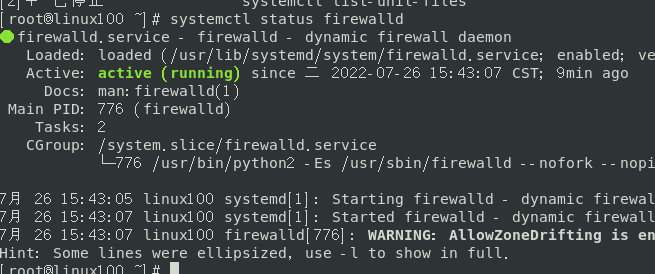 [2]+ 已停止 systemctl list-unit-files
[root@linux100 ~]# systemctl status firewalld
● firewalld.service - firewalld - dynamic firewall daemon
Loaded: loaded (/usr/lib/systemd/system/firewalld.service; enabled; ve
Active: active (running) since 二 2022-07-26 15:43:07 CST; 9min ago
Docs: man:firewalld(1)
Main PID: 776 (firewalld)
Tasks: 2
CGroup: /system.slice/firewalld.service
└─776 /usr/bin/python2 -Es /usr/sbin/firewalld --nofork --nopi
7月 26 15:43:05 linux100 systemd[1]: Starting firewalld - dynamic firewal
7月 26 15:43:07 linux100 systemd[1]: Started firewalld - dynamic firewall
7月 26 15:43:07 linux100 firewalld[776]: WARNING: AllowZoneDrifting is en
Hint: Some lines were ellipsized, use -l to show in full.
[root@linux100 ~]#